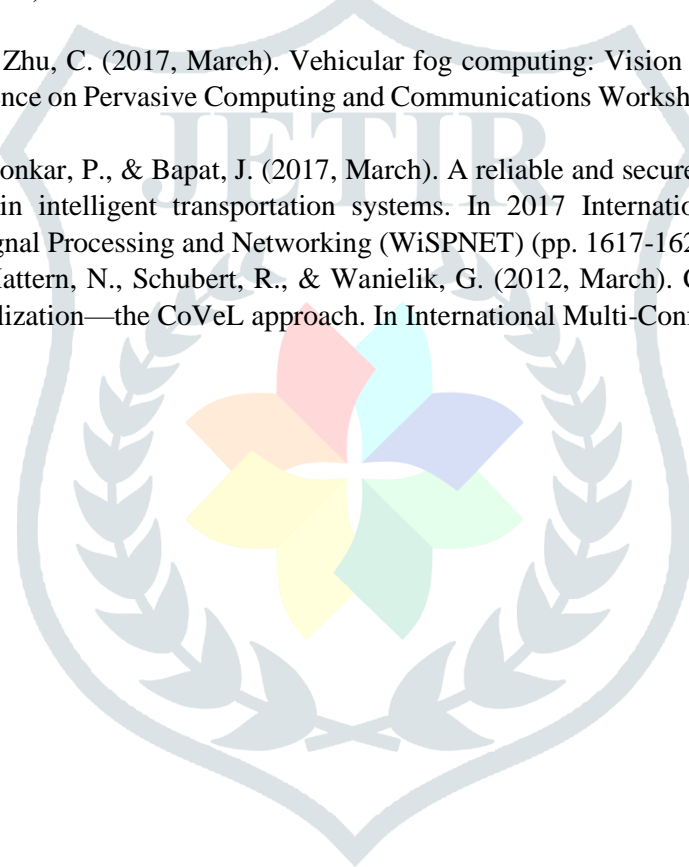 Zhu, C. (2017, March). Vehicular fog computing: Vision
ence on Pervasive Computing and Communications Worksh
JETIR
onkar, P., & Bapat, J. (2017, March). A reliable and secure
in intelligent transportation systems. In 2017 Internatio
gnal Processing and Networking (WiSPNET) (pp. 1617-162
attern, N., Schubert, R., & Wanielik, G. (2012, March). C
lization—the CoVeL approach. In International Multi-Conf